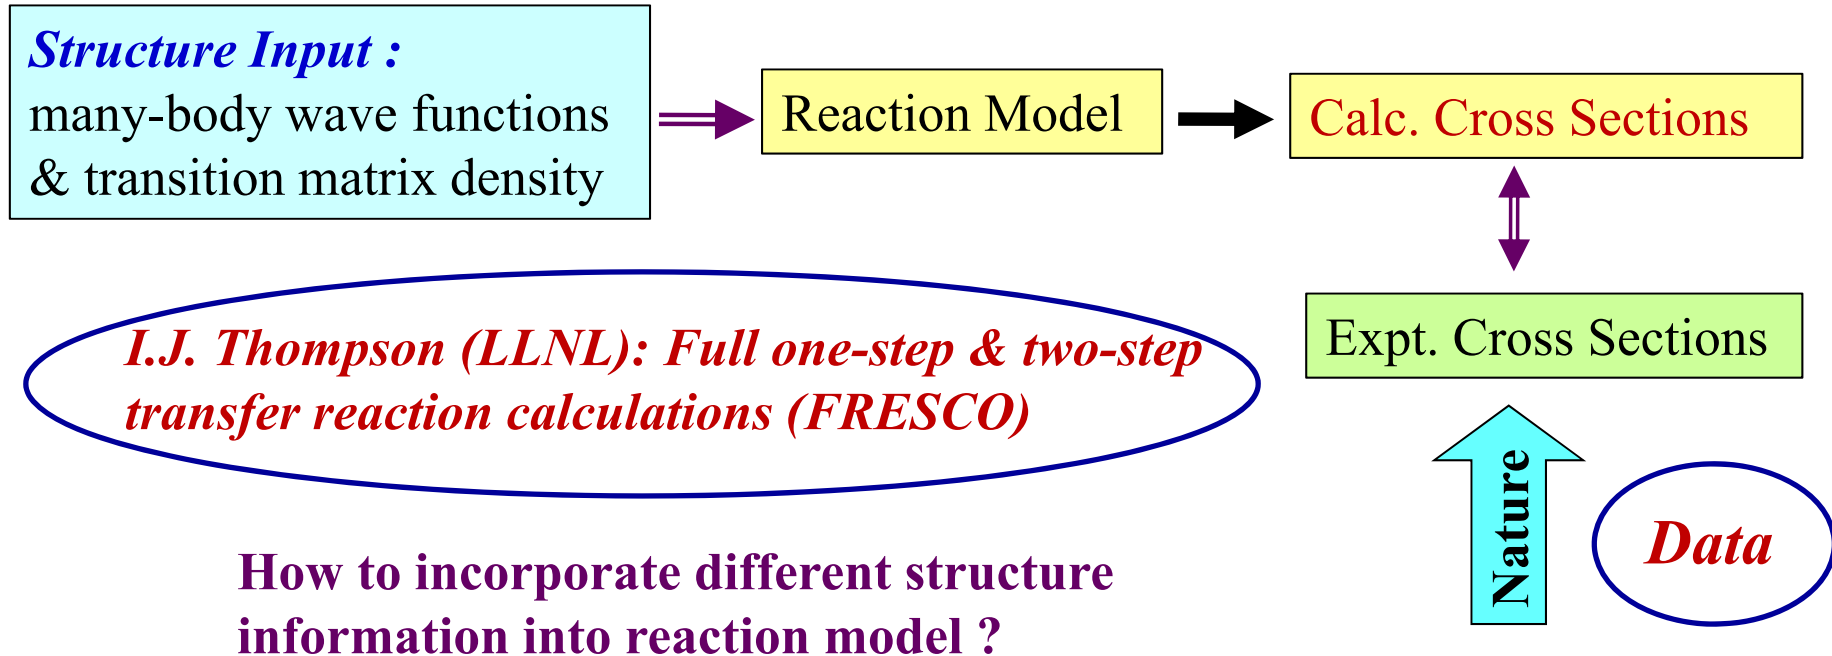 Structure Input :
many-body wave functions
& transition matrix density
Reaction Model
Calc. Cross Sections
Expt. Cross Sections
I.J. Thompson (LLNL): Full one-step & two-step
transfer reaction calculations (FRESCO)
Nature
Data
How to incorporate different structure
information into reaction model ?